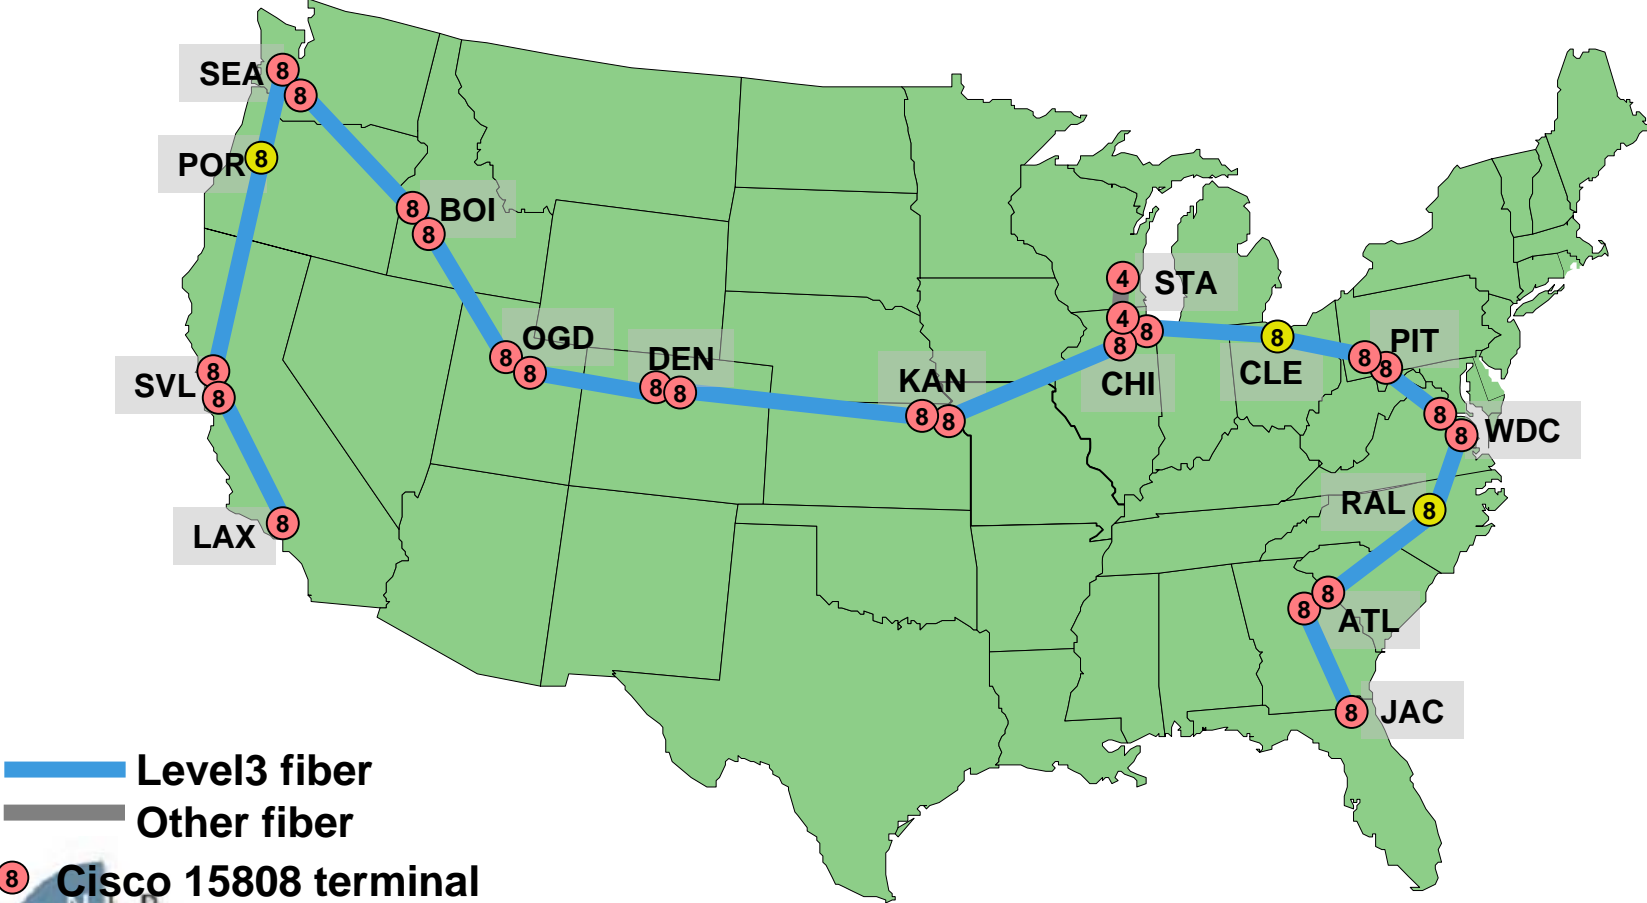 SEA 8
8
POR 8
8 BOI
8
4 STA
4 8
8
OGD
8
8
DEN
8 8
KAN
8 8
CHI
8
CLE
PIT
8
8
SVL 8
8
8
8 WDC
RAL 8
LAX 8
8
8
ATL
8 JAC
Level3 fiber
Other fiber
8 Cisco 15808 terminal